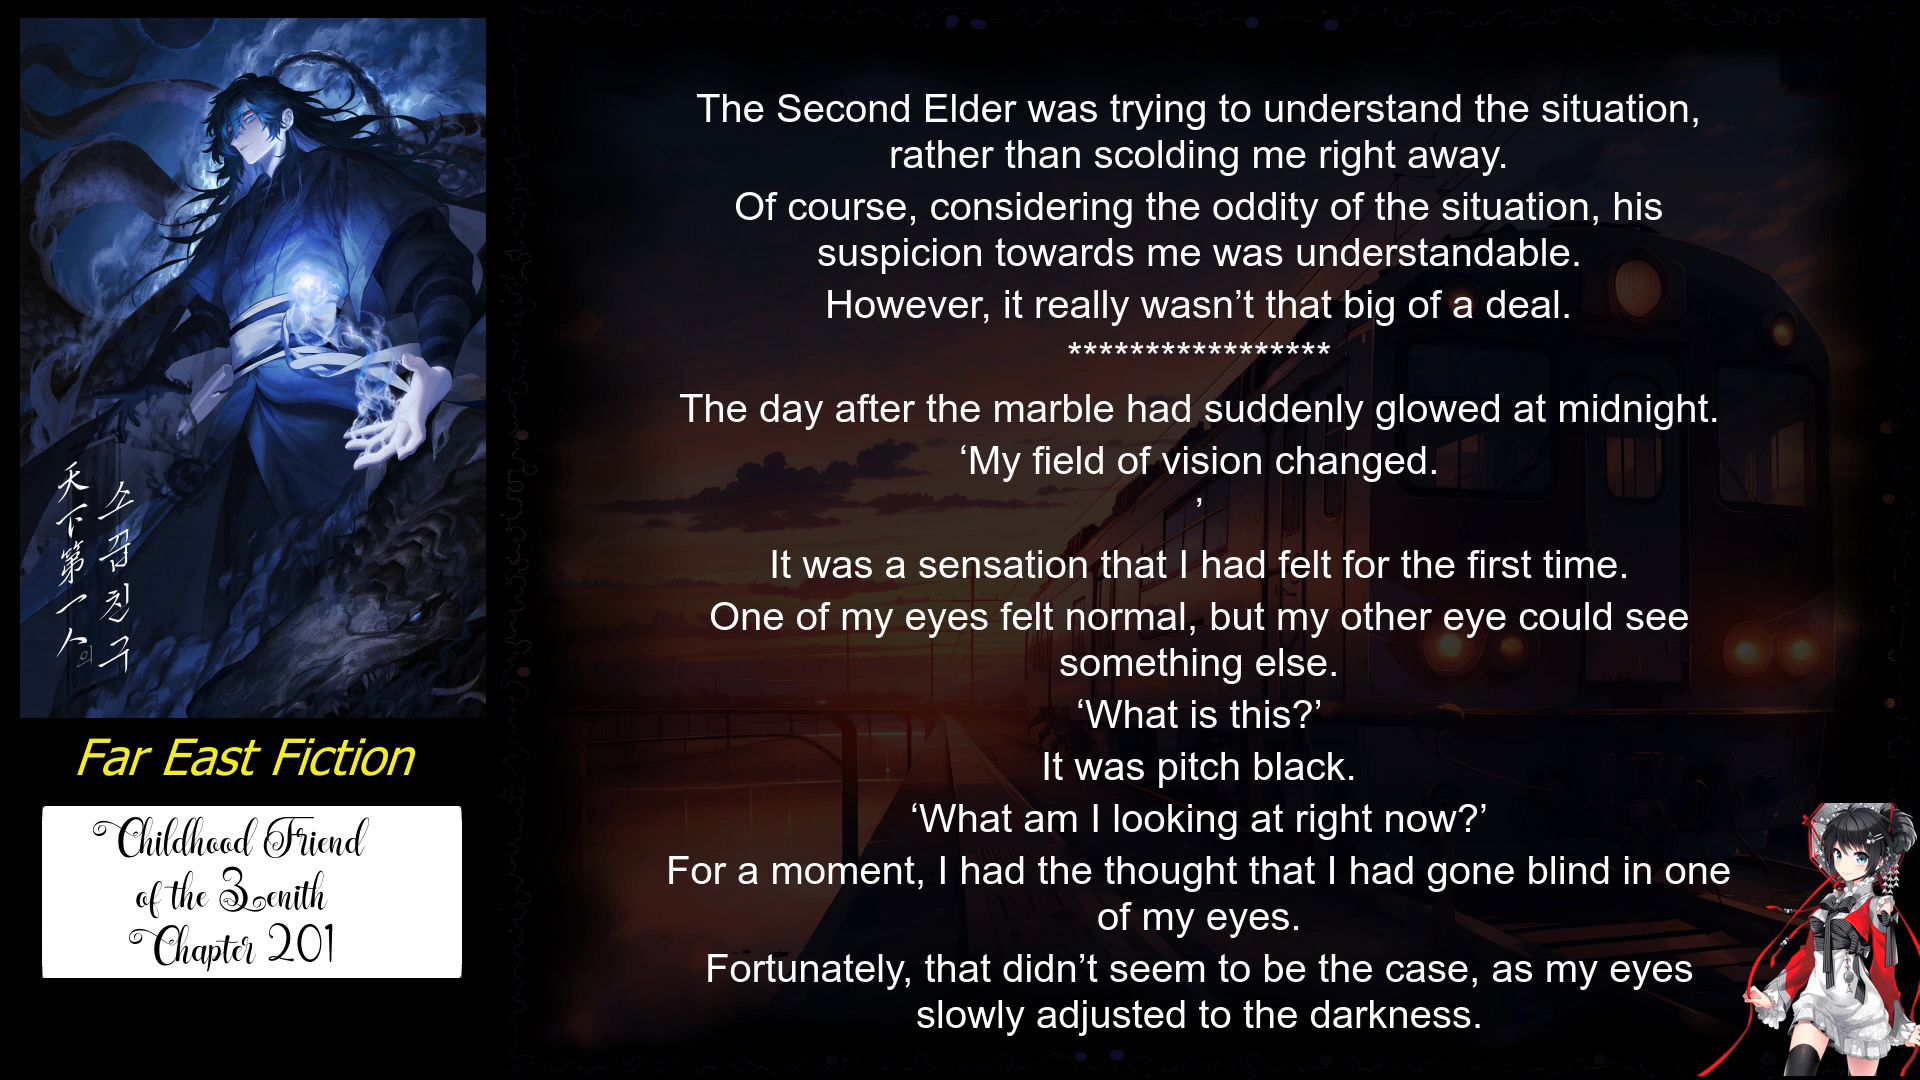 天下第一人의
소꿉친구
Far East Fiction
Childhood Friend
of the Zenith
Chapter 201
The Second Elder was trying to understand the situation,
rather than scolding me right away.
Of course, considering the oddity of the situation, his
suspicion towards me was understandable.
However, it really wasn’t that big of a deal.
*****************
The day after the marble had suddenly glowed at midnight.
‘My field of vision changed.
’
It was a sensation that I had felt for the first time.
One of my eyes felt normal, but my other eye could see
something else.
‘What is this?’
It was pitch black.
‘What am I looking at right now?’
For a moment, I had the thought that I had gone blind in one
of my eyes.
Fortunately, that didn’t seem to be the case, as my eyes
slowly adjusted to the darkness.